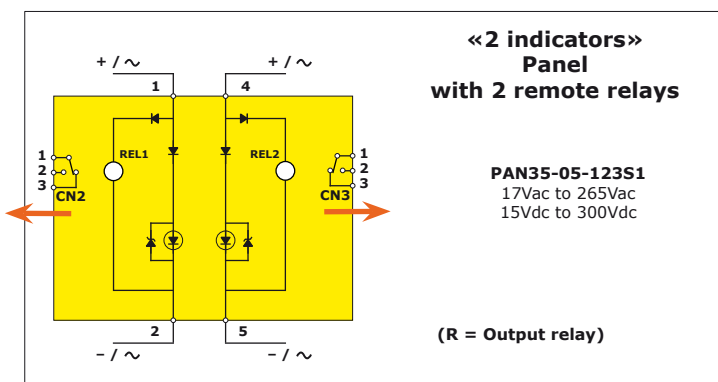 «2 indicators»
Panel
with 2 remote relays
+ / ∿
+ / ∿
1
4
REL1
REL2
1
2
3
CN2
1
2
3
CN3
PAN35-05-123S1
17Vac to 265Vac
15Vdc to 300Vdc
2
5
− / ∿
− / ∿
(R = Output relay)